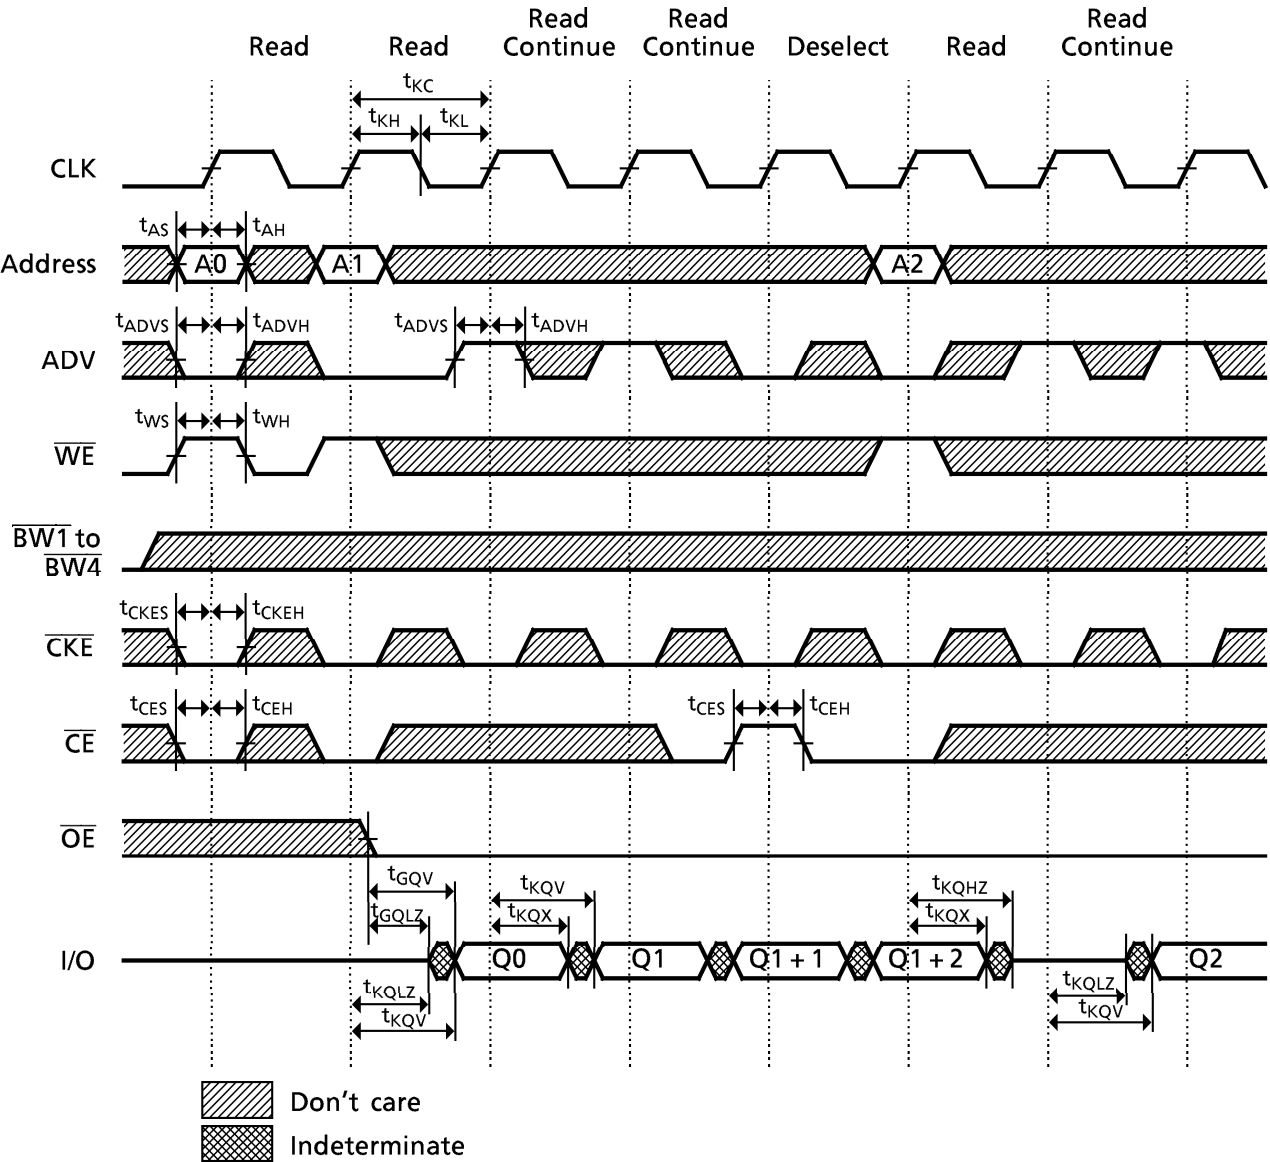 Read Read Read Continue Read Continue Deselect Read Read Continue
tKC
tKH tKL
CLK
tAS tAH
Address A0 A1 A2
tADVS tADVH tADVS tADVH
ADV
tWS tWH
WE
BW1 to
BW4
tCKES tCKEH
CKE
tCES tCEH tCES tCEH
CE
OE
tGQV tKQV tKQHZ
tGQLZ tKQX tKQX
I/O Q0 Q1 Q1 + 1 Q1 + 2 Q2
tKQLZ tKQLZ
tKQV tKQV
Don't care
Indeterminate